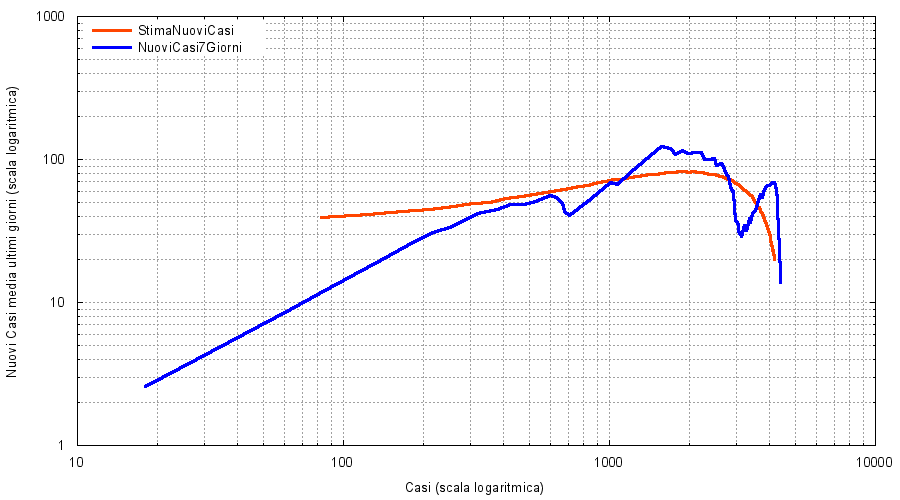 1000
StimaNuoviCasi
NuoviCasi7Giorni
100
10
1
Nuovi Casi media ultimi giorni (scala logaritmica)
10
100
1000
10000
Casi (scala logaritmica)